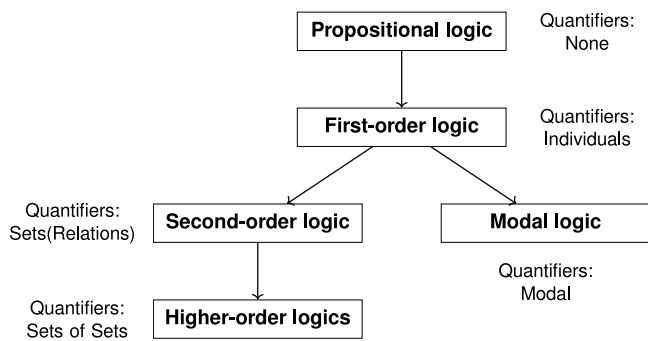 Propositional logic
Quantifiers:
None
First-order logic
Quantifiers:
Individuals
Quantifiers:
Sets(Relations)
Second-order logic
Modal logic
Quantifiers:
Modal
Quantifiers:
Sets of Sets
Higher-order logics